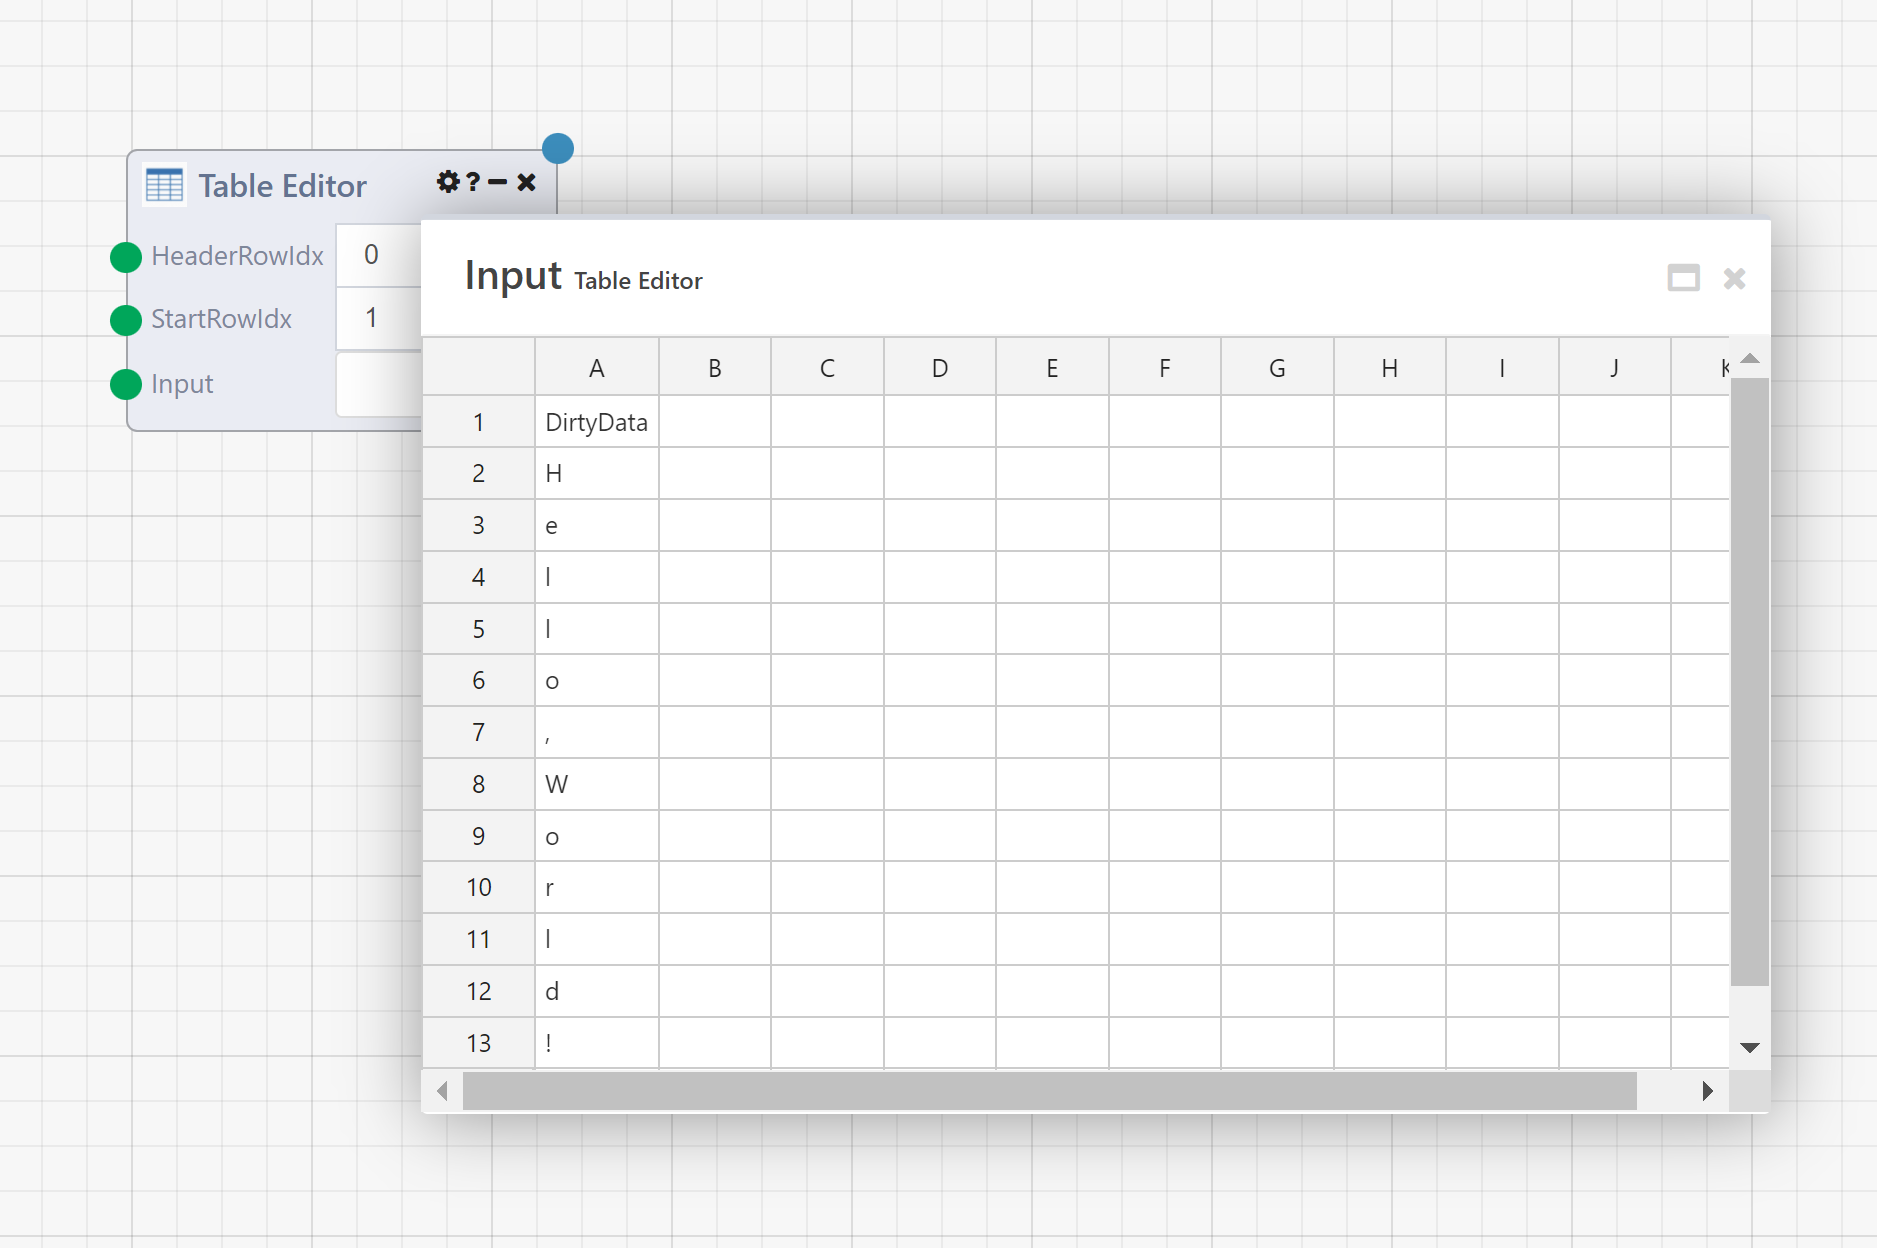 Table Editor ? 
HeaderRowIdx 0
StartRowIdx 1
Input
Input Table Editor
A B C D E F G H I J K
1 DirtyData
2 H
3 e
4 l
5 l
6 o
7 ,
8 W
9 o
10 r
11 l
12 d
13 !